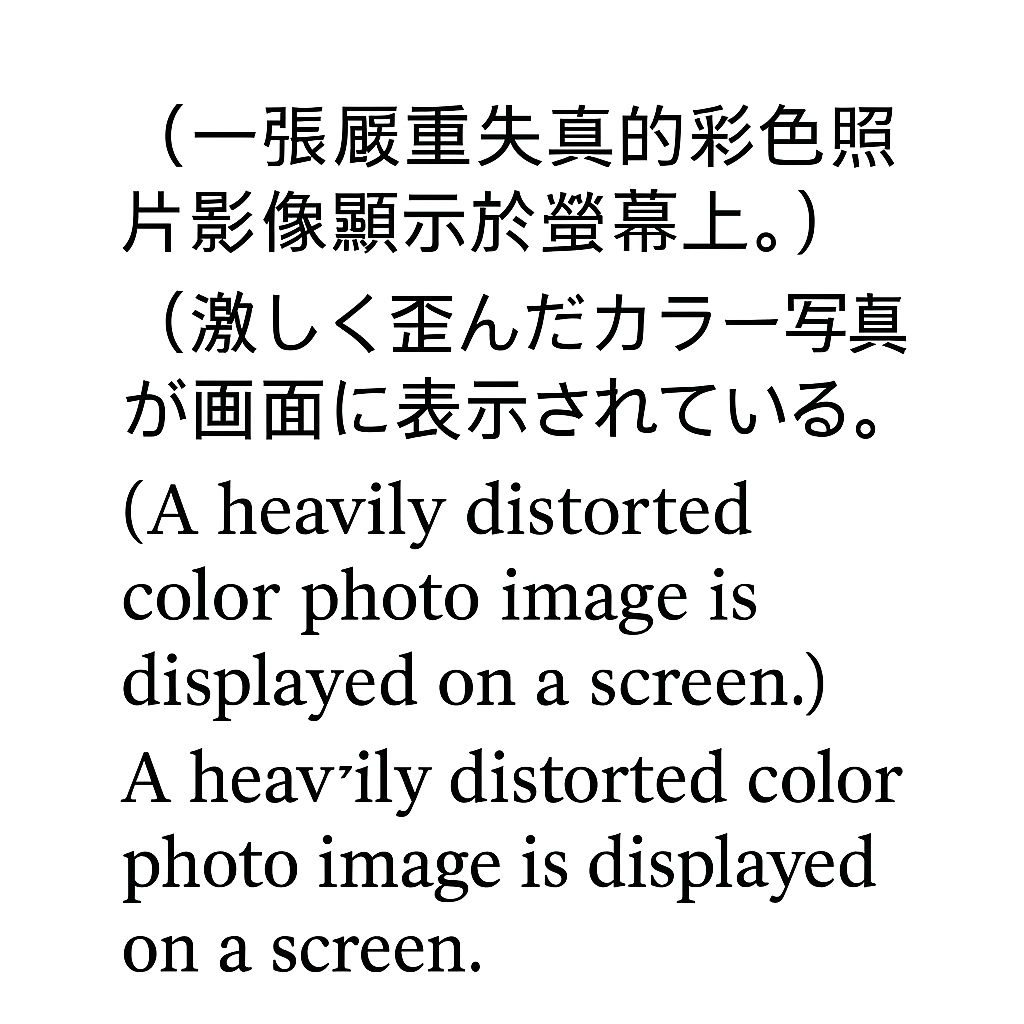 （一張嚴重失真的彩色照
片影像顯示於螢幕上。）
（激しく歪んだカラー写真
が画面に表示されている。
(A heavily distorted
color photo image is
displayed on a screen.)
A heav’ily distorted color
photo image is displayed
on a screen.